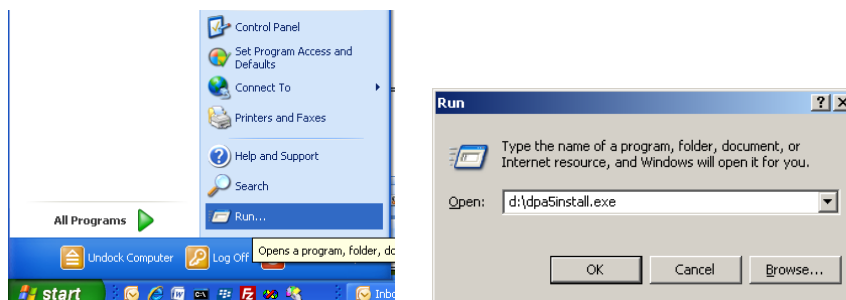 Control Panel
Set Program Access and
Defaults
Connect To
Printers and Faxes
Help and Support
Search
Run...
All Programs
Undock Computer
Log Off
Opens a program, folder, do
start
Inbo
Run
Type the name of a program, folder, document, or
Internet resource, and Windows will open it for you.
Open:
d:\dpa5install.exe
OK
Cancel
Browse...